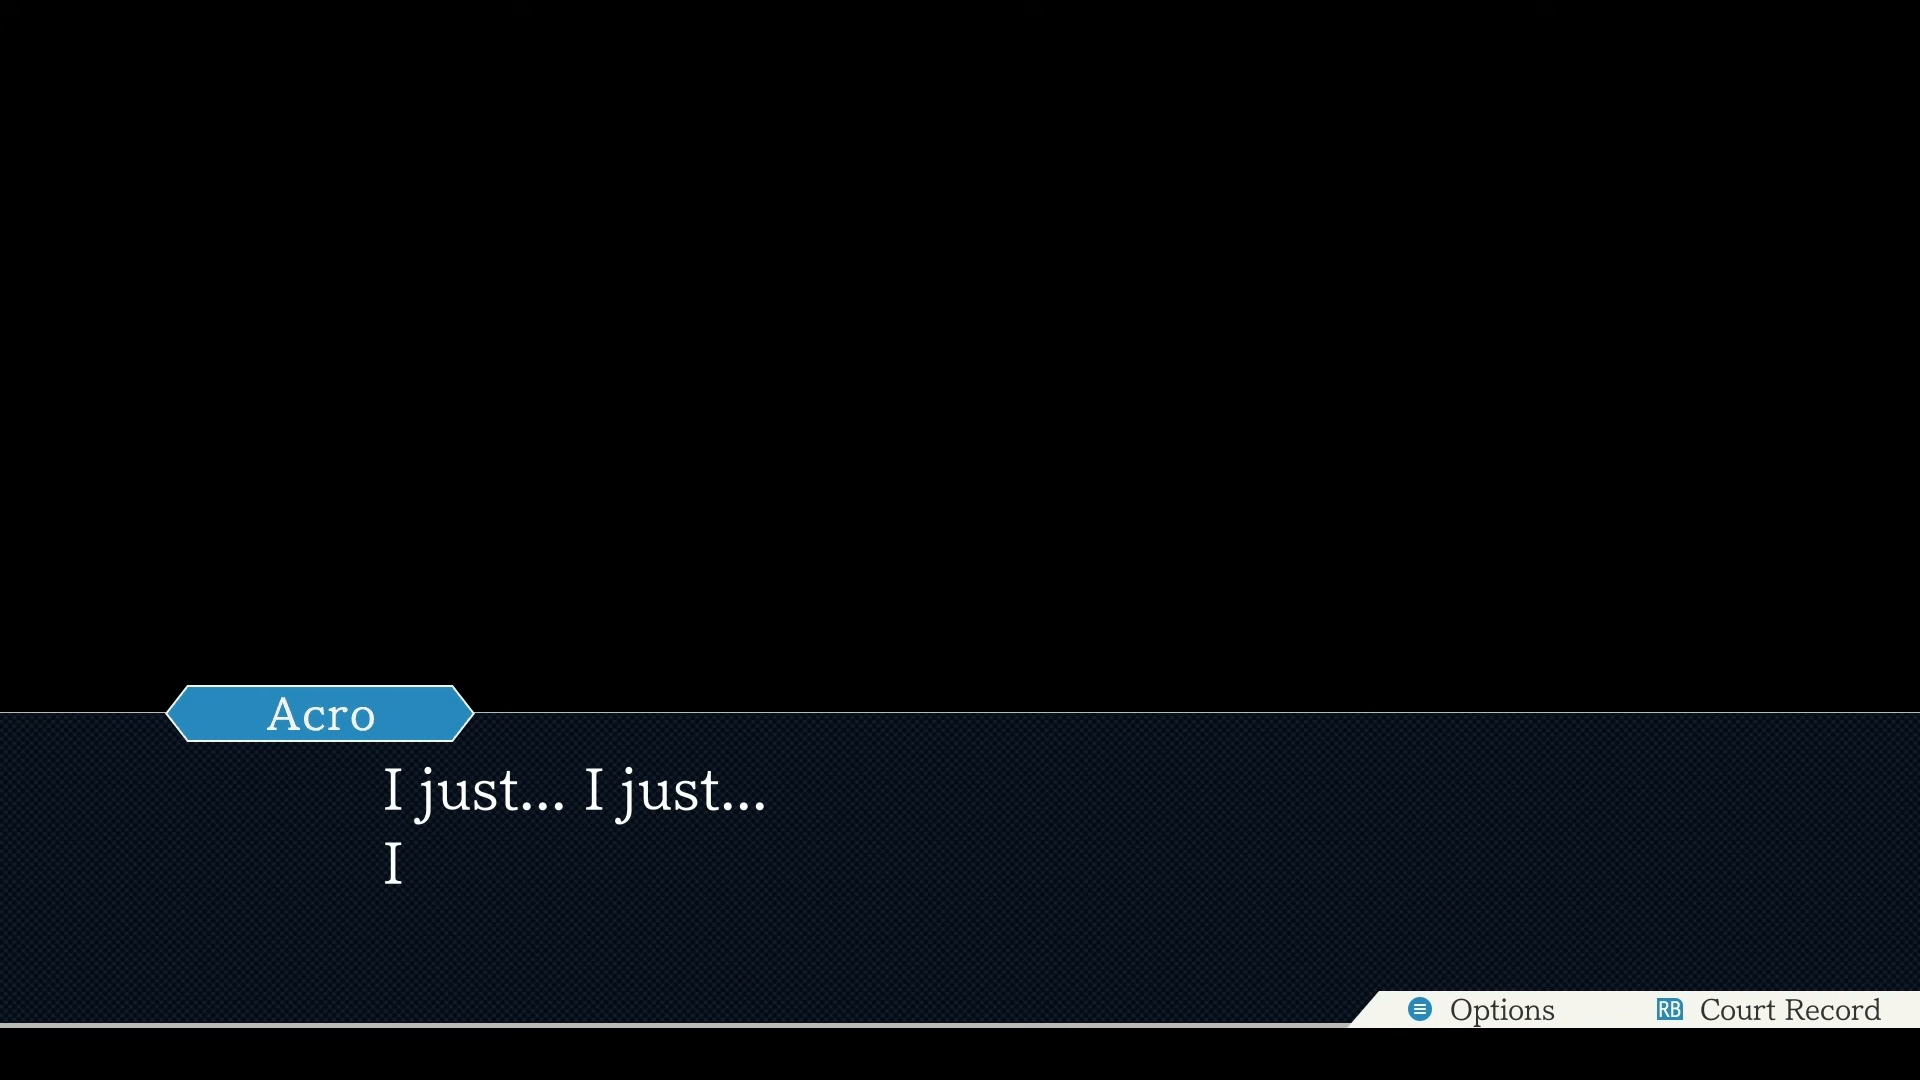 Acro
I just... I just...
I
Options
RB Court Record